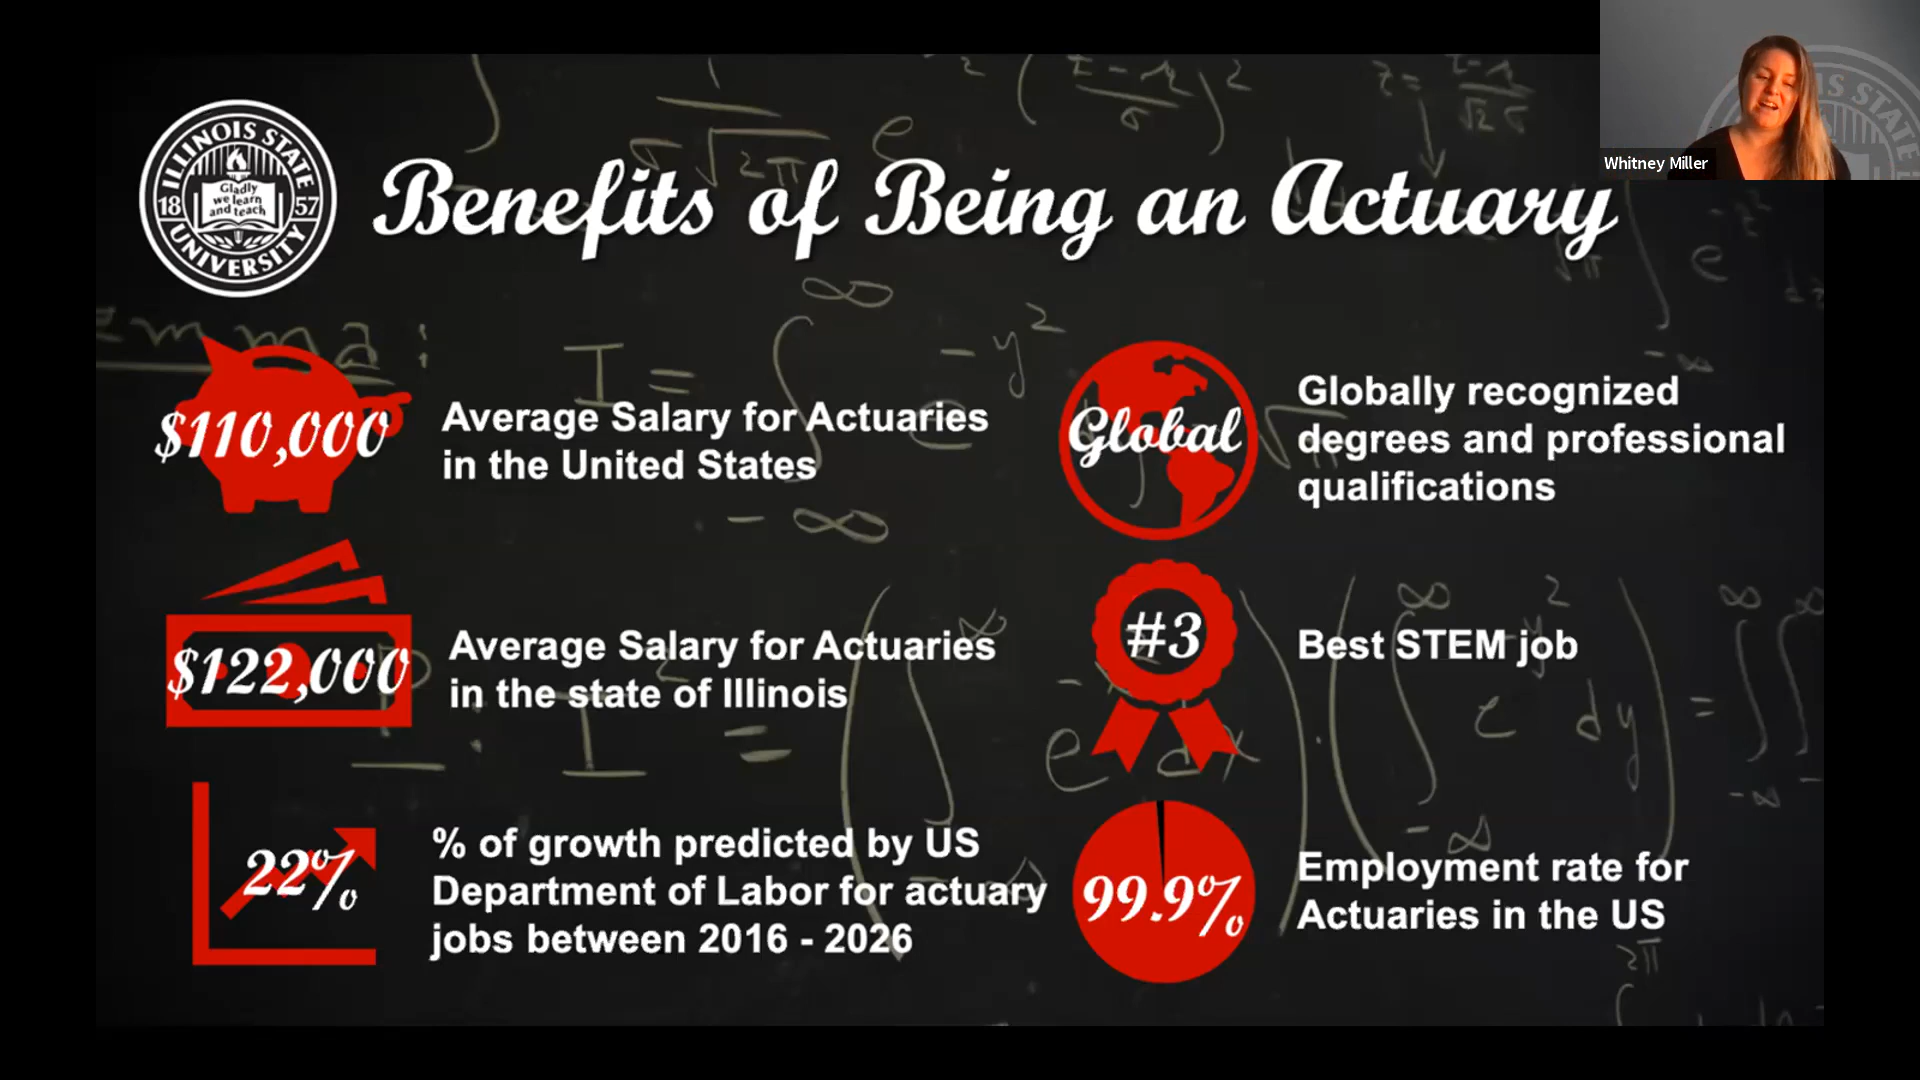 Whitney Miller
ILLINOIS STATE
UNIVERSITY
18 57
Gladly
we learn
and teach
Benefits of Being an Actuary
$110,000
Average Salary for Actuaries
in the United States
Global
Globally recognized
degrees and professional
qualifications
$122,000
Average Salary for Actuaries
in the state of Illinois
#3
Best STEM job
22%
% of growth predicted by US
Department of Labor for actuary
jobs between 2016 - 2026
99.9%
Employment rate for
Actuaries in the US